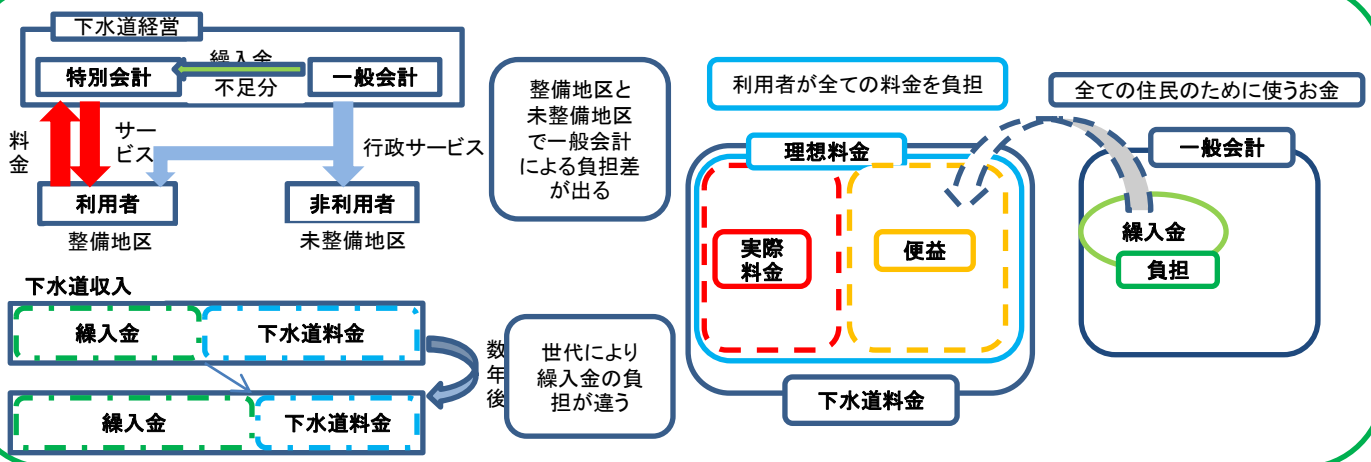 下水道経営
特別会計
繰入金
不足分
一般会計
料
金
サー
ビス
行政サービス
利用者
非利用者
整備地区
未整備地区
整備地区と
未整備地区
で一般会計
による負担差
が出る
下水道収入
繰入金
下水道料金
数
年
後
繰入金
下水道料金
世代により
繰入金の負
担が違う
利用者が全ての料金を負担
理想料金
実際
料金
便益
下水道料金
全ての住民のために使うお金
一般会計
繰入金
負担